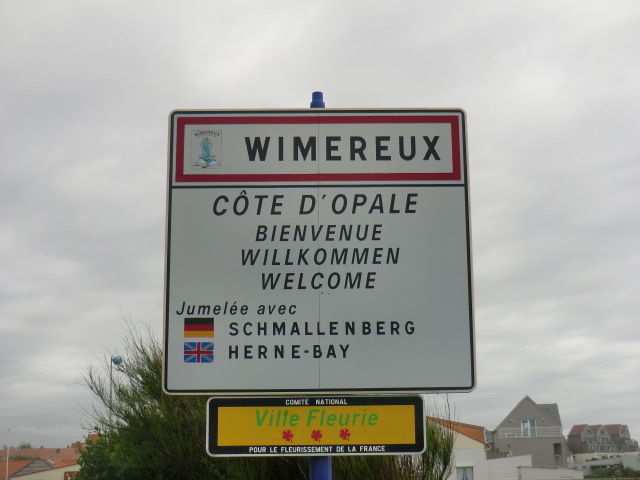 WIMEREUX
WIMEREUX
CÔTE D'OPALE
BIENVENUE
WILLKOMMEN
WELCOME
Jumelée avec
SCHMALLENBERG
HERNE-BAY
COMITÉ NATIONAL
Ville Fleurie
POUR LE FLEURISSEMENT DE LA FRANCE